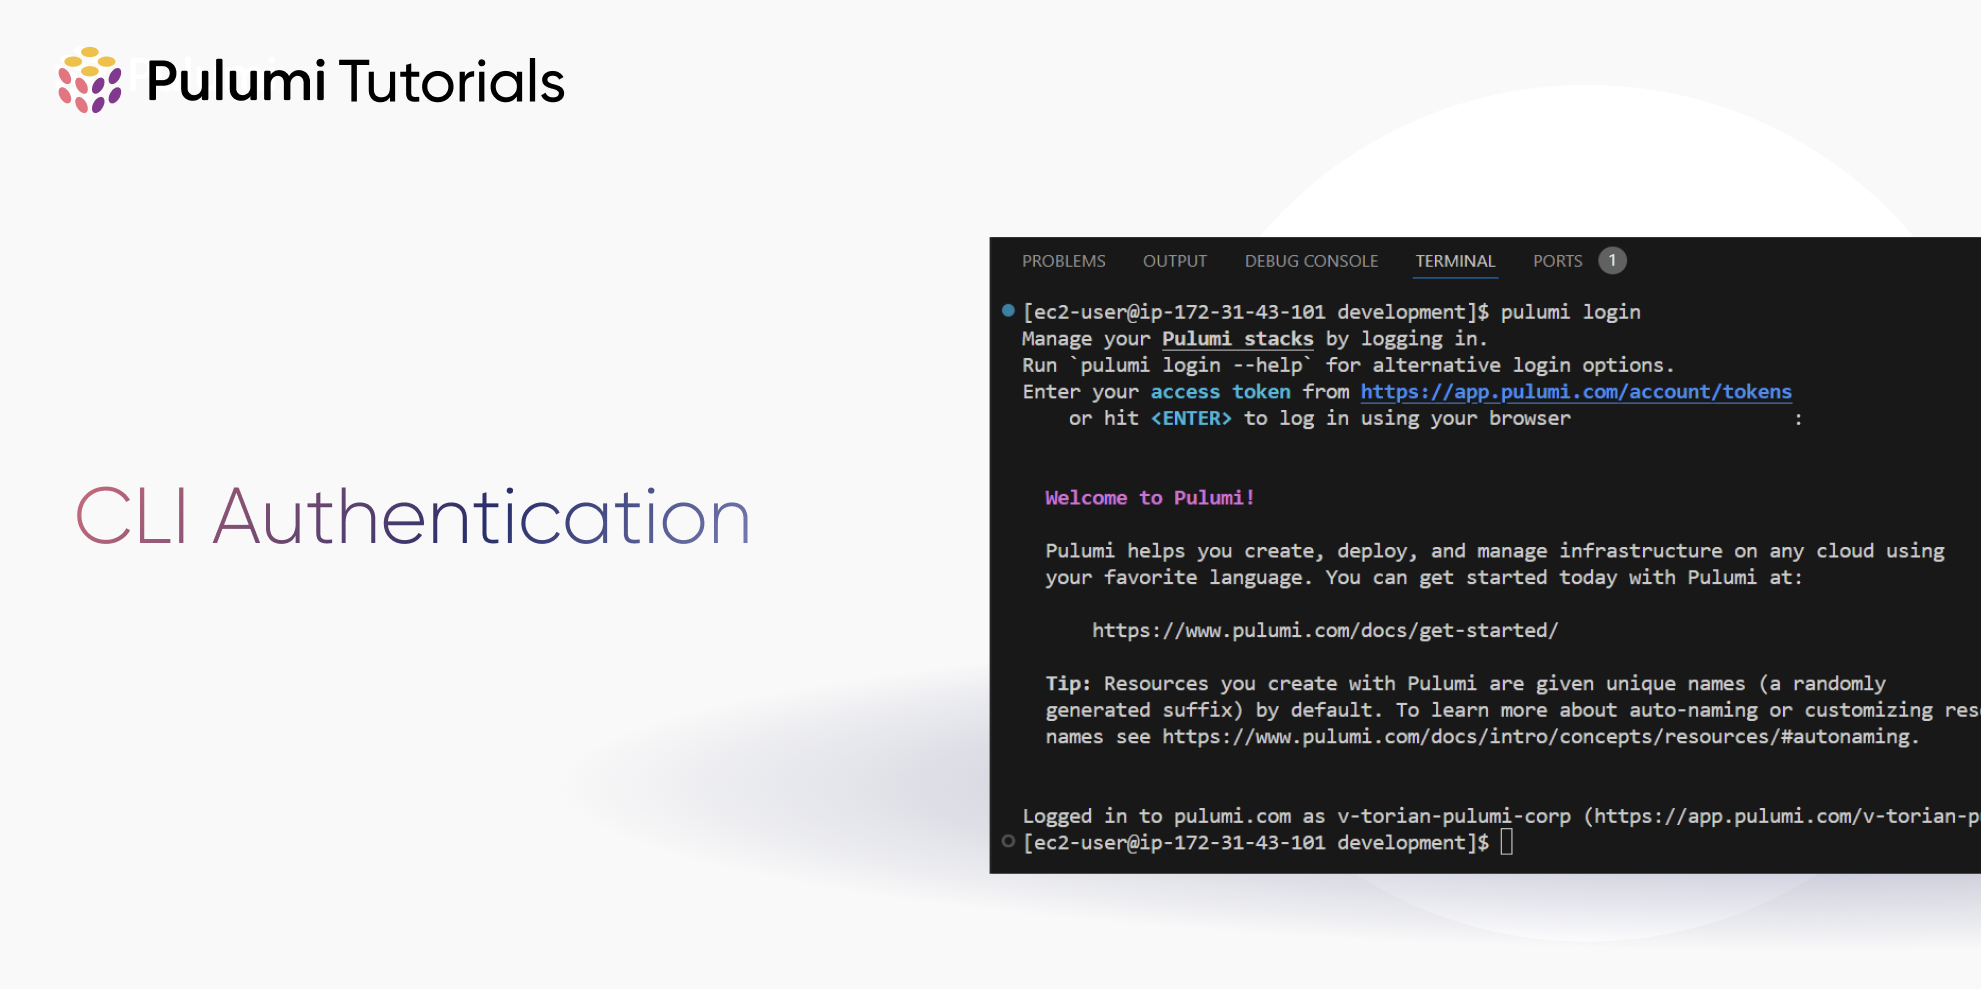 Pulumi Tutorials
CLI Authentication
PROBLEMS OUTPUT DEBUG CONSOLE TERMINAL PORTS 1
[ec2-user@ip-172-31-43-101 development]$ pulumi login
Manage your Pulumi stacks by logging in.
Run `pulumi login --help` for alternative login options.
Enter your access token from https://app.pulumi.com/account/tokens
or hit <ENTER> to log in using your browser :
Welcome to Pulumi!
Pulumi helps you create, deploy, and manage infrastructure on any cloud using
your favorite language. You can get started today with Pulumi at:
https://www.pulumi.com/docs/get-started/
Tip: Resources you create with Pulumi are given unique names (a randomly
generated suffix) by default. To learn more about auto-naming or customizing
names see https://www.pulumi.com/docs/intro/concepts/resources/#autonaming.
Logged in to pulumi.com as v-torian-pulumi-corp (https://app.pulumi.com/v-torian-p
[ec2-user@ip-172-31-43-101 development]$